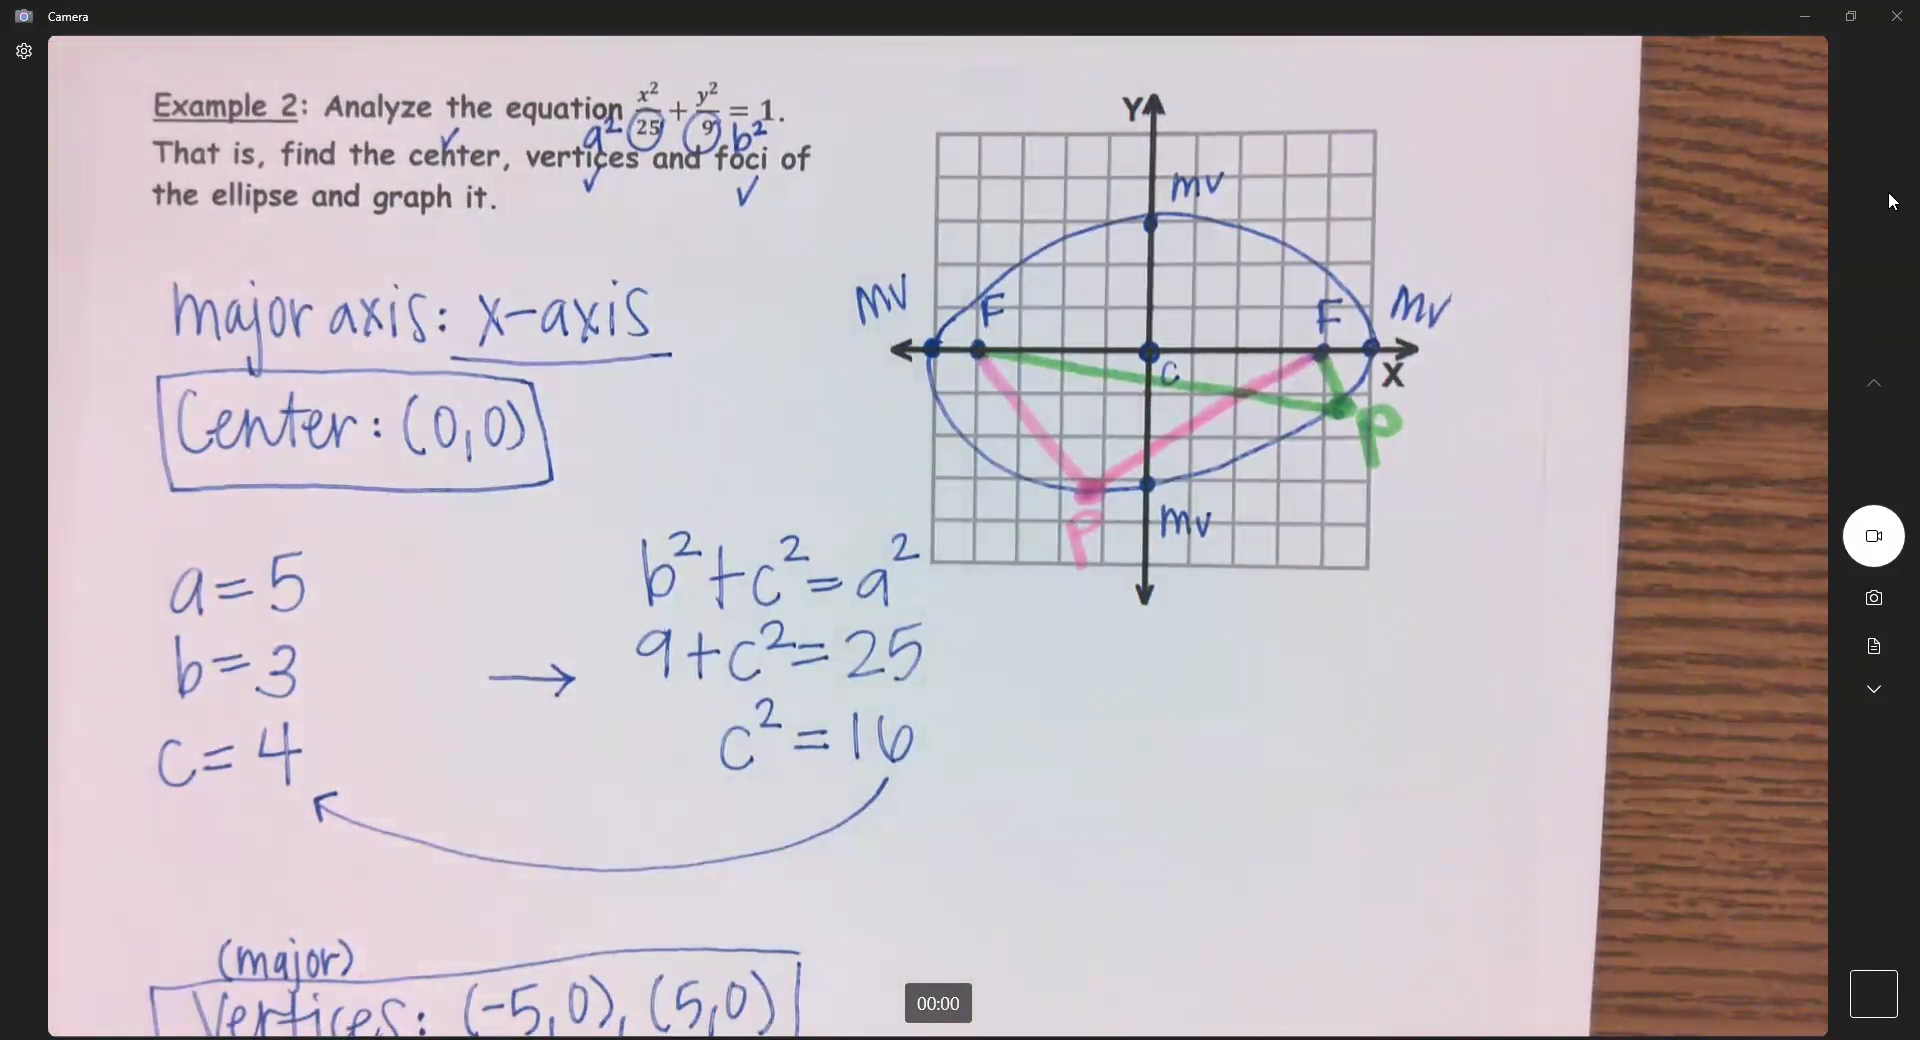 Camera
Example 2: Analyze the equation x²/25 + y²/9 = 1.
a² b²
That is, find the center, vertices and foci of
the ellipse and graph it.
major axis: x-axis
Center: (0,0)
a=5
b=3
c=4
b²+c²=a²
9+c²=25
c²=16
(major)
Vertices: (-5,0), (5,0)
Y
mv
MV
F
F
MV
C
X
P
P
mv
00:00